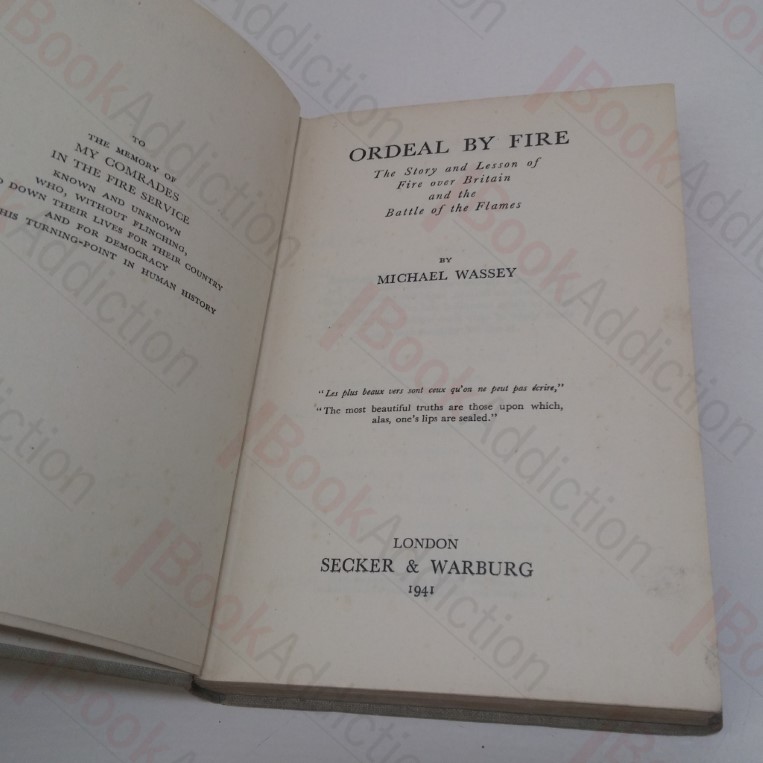 TO
THE MEMORY OF
MY COMRADES
IN THE FIRE SERVICE
KNOWN AND UNKNOWN
WHO, WITHOUT FLINCHING,
DOWN THEIR LIVES FOR THEIR COUNTRY
AND FOR DEMOCRACY
THIS TURNING-POINT IN HUMAN HISTORY
ORDEAL BY FIRE
The Story and Lesson of
Fire over Britain
and the
Battle of the Flames
BY
MICHAEL WASSEY
"Les plus beaux vers sont ceux qu'on ne peut pas écrire,"
"The most beautiful truths are those upon which,
alas, one's lips are sealed."
LONDON
SECKER & WARBURG
1941
BookAddiction